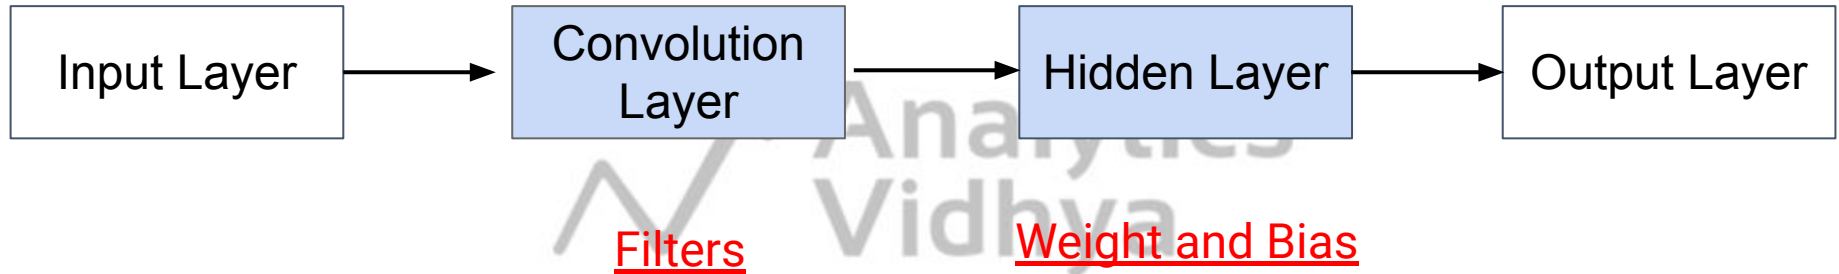 Input Layer
Convolution
Layer
Hidden Layer
Output Layer
Analytics
Vidhya
Filters
Weight and Bias